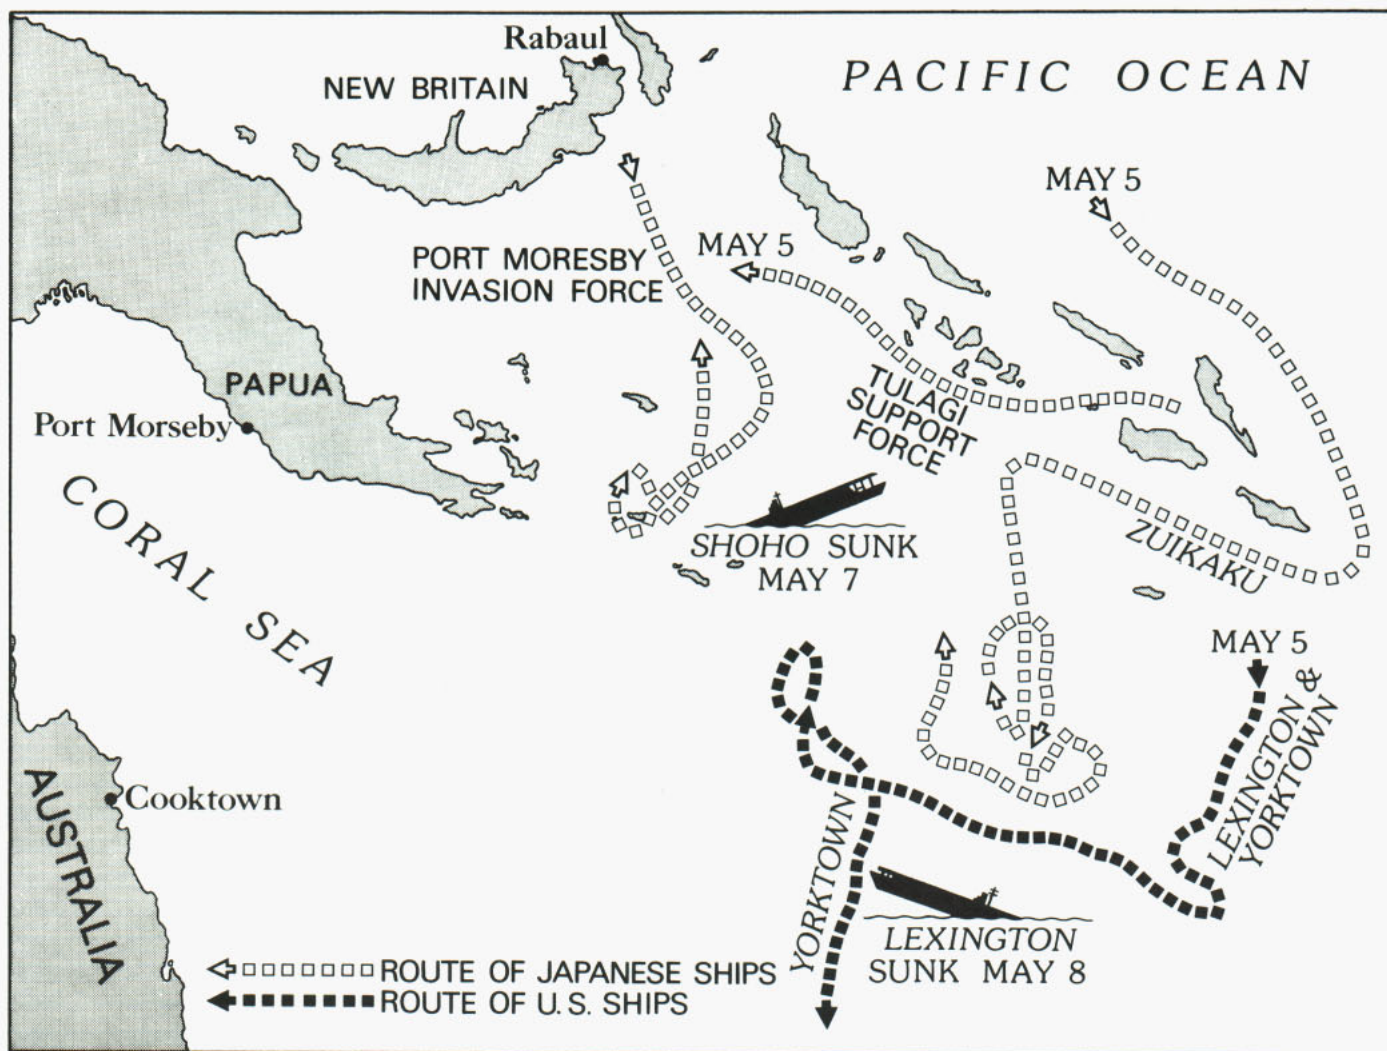 Rabaul
NEW BRITAIN
PACIFIC OCEAN
MAY 5
MAY 5
PORT MORESBY
INVASION FORCE
PAPUA
Port Morseby
TULAGI
SUPPORT
FORCE
CORAL SEA
SHOHO SUNK
MAY 7
ZUIKAKU
MAY 5
LEXINGTON &
YORKTOWN
Cooktown
AUSTRALIA
YORKTOWN
LEXINGTON
SUNK MAY 8
ROUTE OF JAPANESE SHIPS
ROUTE OF U.S. SHIPS